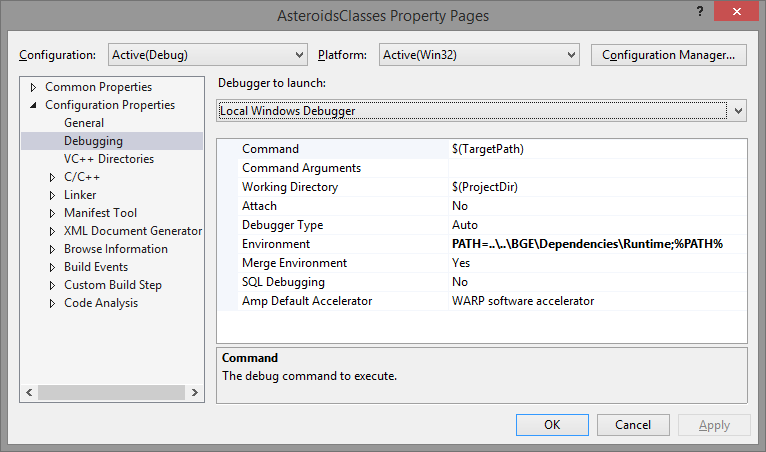 AsteroidsClasses Property Pages
Configuration: Active(Debug) Platform: Active(Win32) Configuration Manager...
Common Properties
Configuration Properties
General
Debugging
VC++ Directories
C/C++
Linker
Manifest Tool
XML Document Generator
Browse Information
Build Events
Custom Build Step
Code Analysis
Debugger to launch:
Local Windows Debugger
Command $(TargetPath)
Command Arguments
Working Directory $(ProjectDir)
Attach No
Debugger Type Auto
Environment PATH=..\..\BGE\Dependencies\Runtime;%PATH%
Merge Environment Yes
SQL Debugging No
Amp Default Accelerator WARP software accelerator
Command
The debug command to execute.
OK Cancel Apply